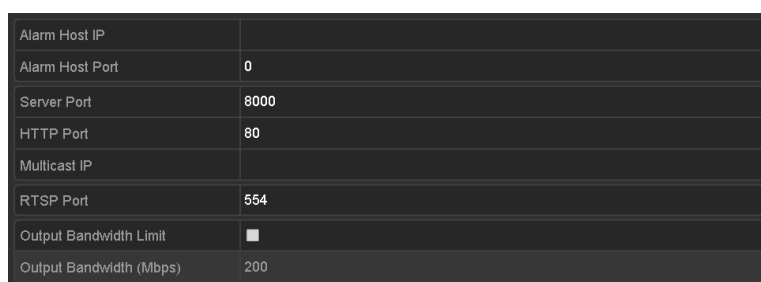 Alarm Host IP
Alarm Host Port 0
Server Port 8000
HTTP Port 80
Multicast IP
RTSP Port 554
Output Bandwidth Limit
Output Bandwidth (Mbps) 200